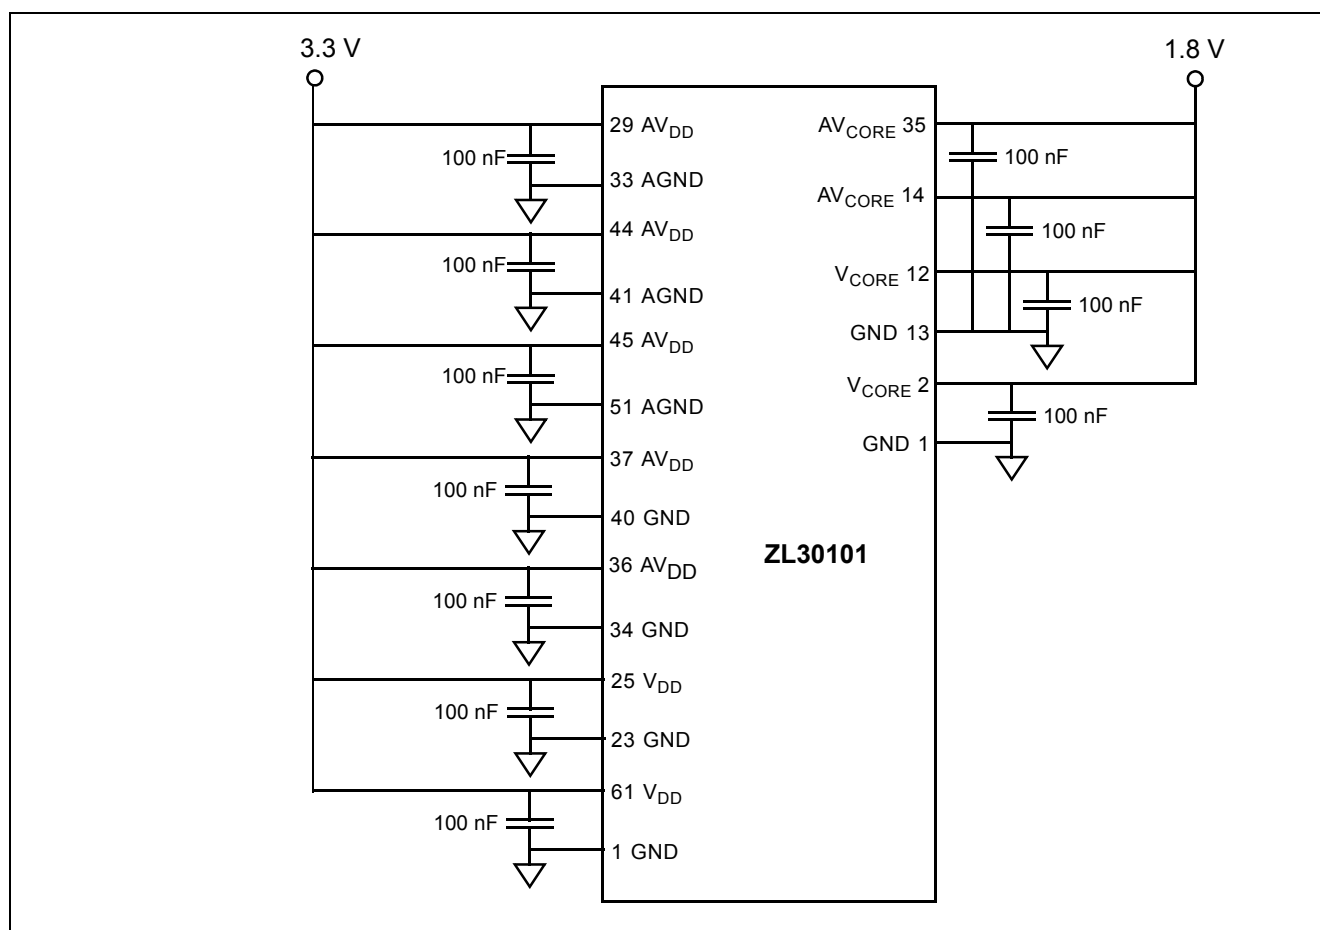 3.3 V
1.8 V
29 AVDD
100 nF
33 AGND
44 AVDD
100 nF
41 AGND
45 AVDD
100 nF
51 AGND
37 AVDD
100 nF
40 GND
36 AVDD
100 nF
34 GND
25 VDD
100 nF
23 GND
61 VDD
100 nF
1 GND
AVCORE 35
100 nF
AVCORE 14
100 nF
VCORE 12
100 nF
GND 13
VCORE 2
100 nF
GND 1
ZL30101